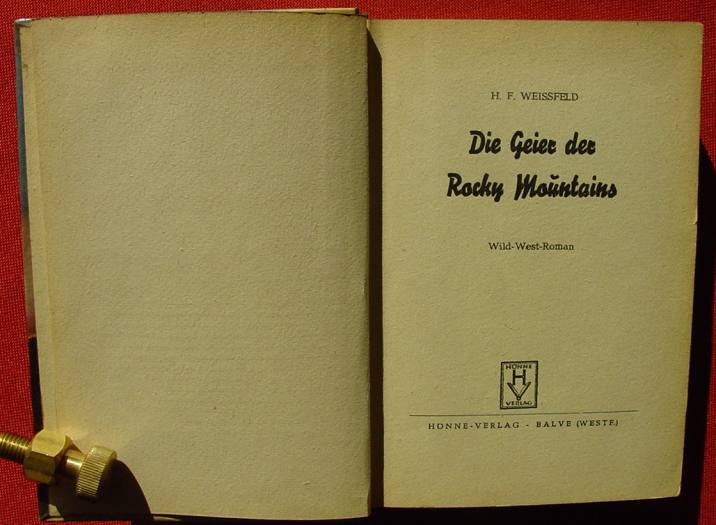 H. F. WEISSFELD
Die Geier der
Rocky Mountains
Wild-West-Roman
HÖNNE
H
V
VERLAG
HÖNNE-VERLAG - BALVE (WESTF.)